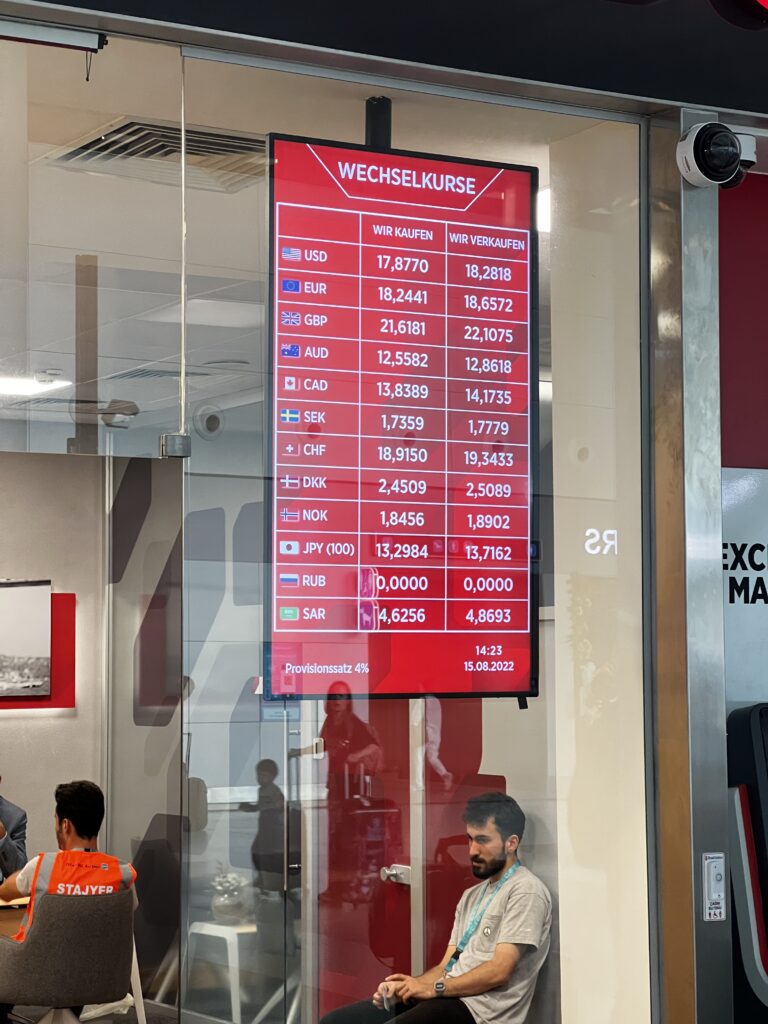 WECHSELKURSE
WIR KAUFEN WIR VERKAUFEN
USD 17,8770 18,2818
EUR 18,2441 18,6572
GBP 21,6181 22,1075
AUD 12,5582 12,8618
CAD 13,8389 14,1735
SEK 1,7359 1,7779
CHF 18,9150 19,3433
DKK 2,4509 2,5089
NOK 1,8456 1,8902
JPY (100) 13,2984 13,7162
RUB 0,0000 0,0000
SAR 4,6256 4,8693
14:23
Provisionssatz 4% 15.08.2022
RS
EXC
MA
STAJYER